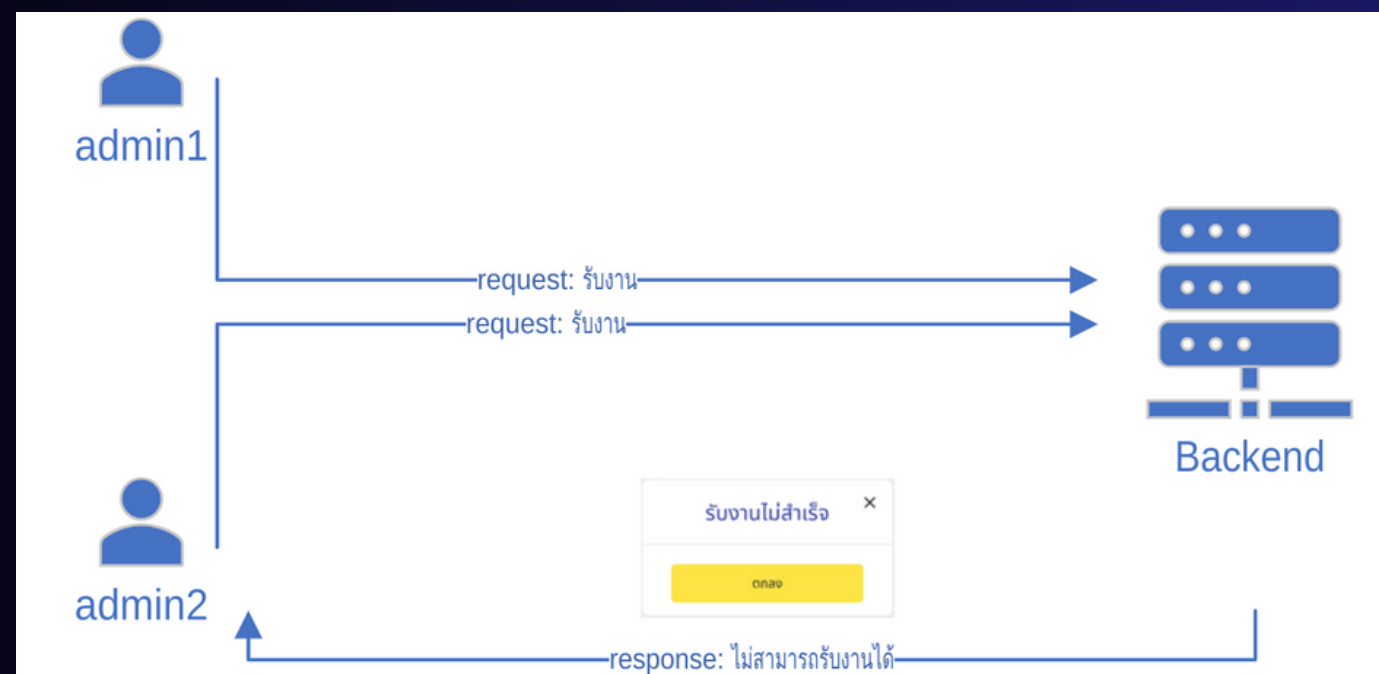 admin1
request: รับงาน
request: รับงาน
Backend
รับงานไม่สำเร็จ
ตกลง
admin2
response: ไม่สามารถรับงานได้